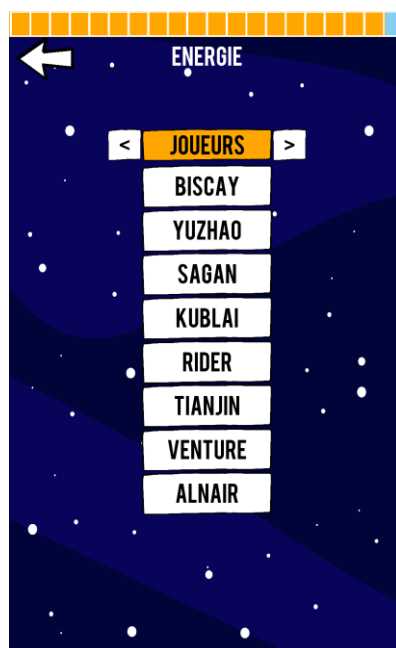 ENERGIE
< JOUEURS >
BISCAY
YUZHAO
SAGAN
KUBLAI
RIDER
TIANJIN
VENTURE
ALNAIR